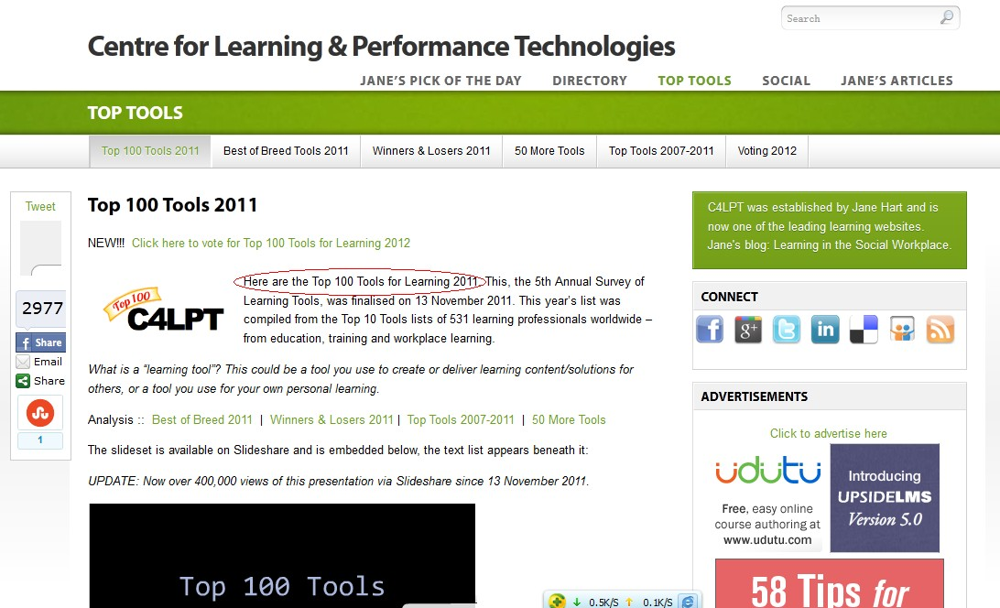 Search
Centre for Learning & Performance Technologies
JANE'S PICK OF THE DAY DIRECTORY TOP TOOLS SOCIAL JANE'S ARTICLES
TOP TOOLS
Top 100 Tools 2011 Best of Breed Tools 2011 Winners & Losers 2011 50 More Tools Top Tools 2007-2011 Voting 2012
Tweet
2977
f Share
Email
Share
1
Top 100 Tools 2011
NEW!!! Click here to vote for Top 100 Tools for Learning 2012
Top 100
C4LPT
Here are the Top 100 Tools for Learning 2011. This, the 5th Annual Survey of
Learning Tools, was finalised on 13 November 2011. This year's list was
compiled from the Top 10 Tools lists of 531 learning professionals worldwide –
from education, training and workplace learning.
What is a “learning tool”? This could be a tool you use to create or deliver learning content/solutions for
others, or a tool you use for your own personal learning.
Analysis :: Best of Breed 2011 | Winners & Losers 2011 | Top Tools 2007-2011 | 50 More Tools
The slideset is available on Slideshare and is embedded below, the text list appears beneath it:
UPDATE: Now over 400,000 views of this presentation via Slideshare since 13 November 2011.
Top 100 Tools
C4LPT was established by Jane Hart and is
now one of the leading learning websites.
Jane's blog: Learning in the Social Workplace.
CONNECT
f g+ t in
ADVERTISEMENTS
Click to advertise here
udutu
Free, easy online
course authoring at
www.udutu.com
Introducing
UPSIDELMS
Version 5.0
58 Tips for
0.5K/S 0.1K/S